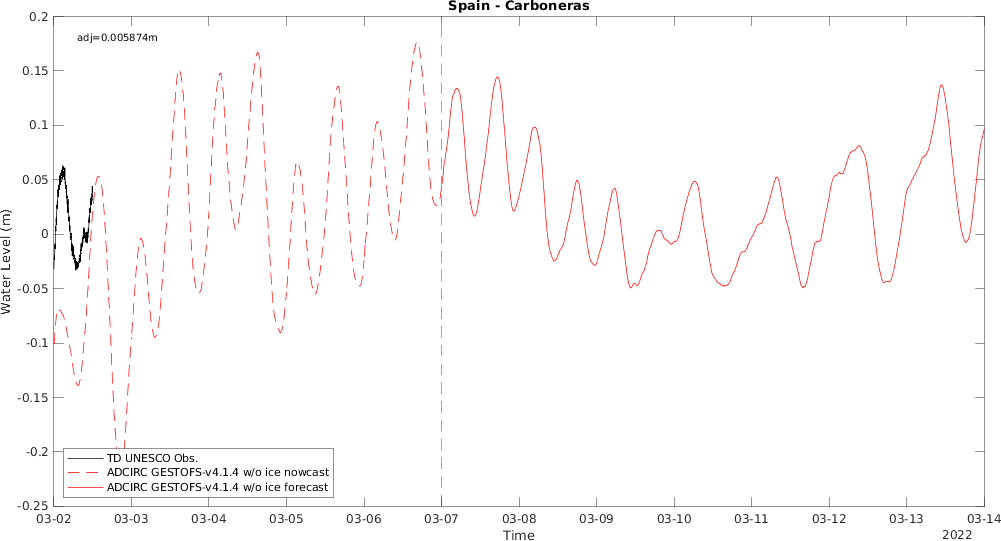 Spain - Carboneras
adj=0.005874m
0.2
0.15
0.1
0.05
0
-0.05
-0.1
-0.15
-0.2
-0.25
Water Level (m)
TD UNESCO Obs.
ADCIRC GESTOFS-v4.1.4 w/o ice nowcast
ADCIRC GESTOFS-v4.1.4 w/o ice forecast
03-02 03-03 03-04 03-05 03-06 03-07 03-08 03-09 03-10 03-11 03-12 03-13 03-14
Time
2022